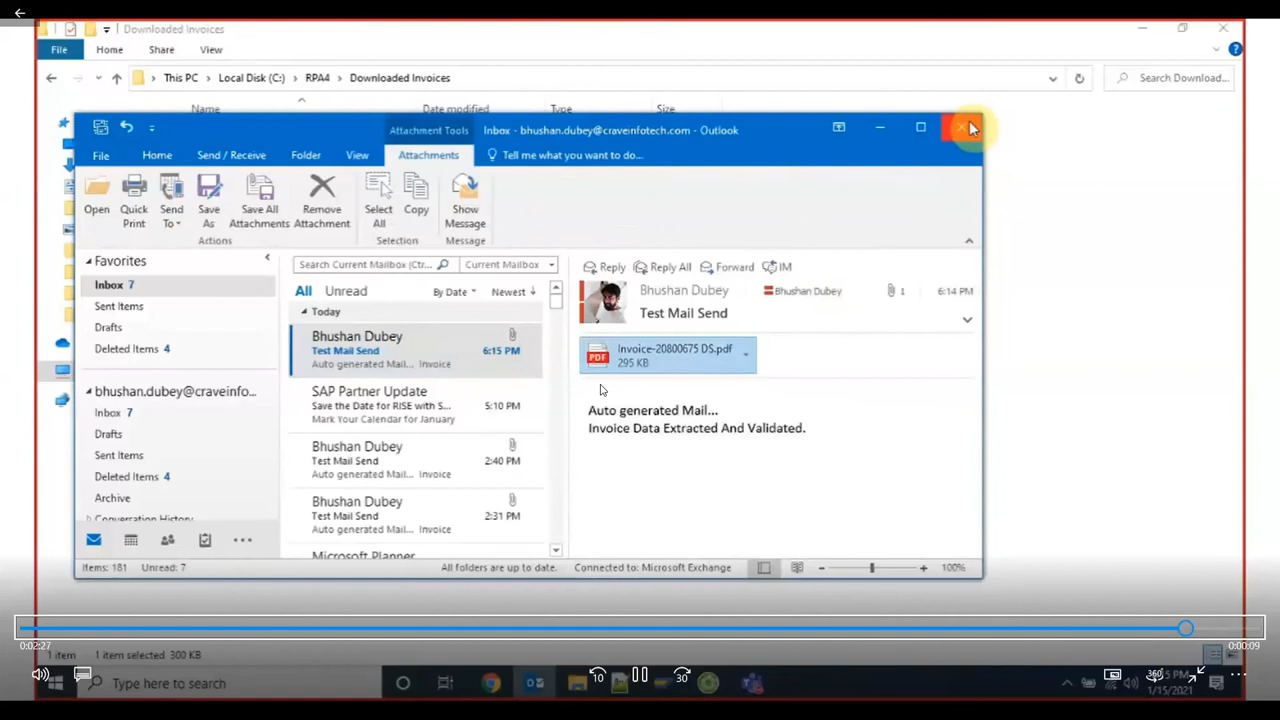 Downloaded Invoices
File
Home
Share
View
This PC
Local Disk (C:)
RPA4
Downloaded Invoices
Search Download...
Name
Date modified
Type
Size
Attachment Tools
Inbox - bhushan.dubey@craveinfotech.com - Outlook
File
Home
Send / Receive
Folder
View
Attachments
Tell me what you want to do...
Open
Quick Print
Send To
Save As
Save All Attachments
Remove Attachment
Select All
Copy
Show Message
Actions
Selection
Message
Favorites
Inbox 7
Sent Items
Drafts
Deleted Items 4
bhushan.dubey@craveinfo...
Inbox 7
Drafts
Sent Items
Deleted Items 4
Archive
Conversation History
Search Current Mailbox (Ctr...
Current Mailbox
All
Unread
By Date
Newest
Today
Bhushan Dubey
Test Mail Send
6:15 PM
Auto generated Mail... Invoice
SAP Partner Update
Save the Date for RISE with S...
5:10 PM
Mark Your Calendar for January
Bhushan Dubey
Test Mail Send
2:40 PM
Auto generated Mail... Invoice
Bhushan Dubey
Test Mail Send
2:31 PM
Auto generated Mail... Invoice
Microsoft Planner
Reply
Reply All
Forward
IM
Bhushan Dubey
Bhushan Dubey
1
6:14 PM
Test Mail Send
PDF
Invoice-20800675 DS.pdf
295 KB
Auto generated Mail...
Invoice Data Extracted And Validated.
Items: 181
Unread: 7
All folders are up to date.
Connected to: Microsoft Exchange
100%
0:02:27
0:00:09
1 item
1 item selected 300 KB
10
30
360°
Type here to search
1/15/2021